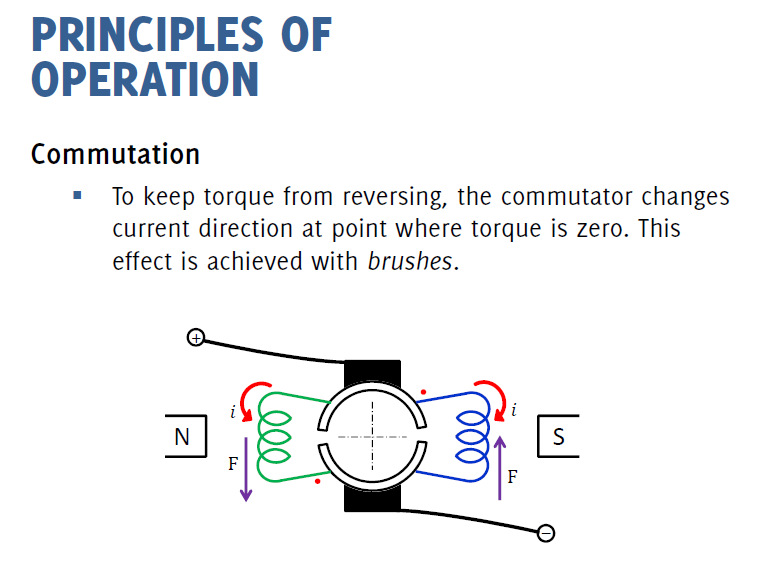 PRINCIPLES OF
OPERATION
Commutation
▪ To keep torque from reversing, the commutator changes
current direction at point where torque is zero. This
effect is achieved with brushes.
+
i
i
N
S
F
F
−